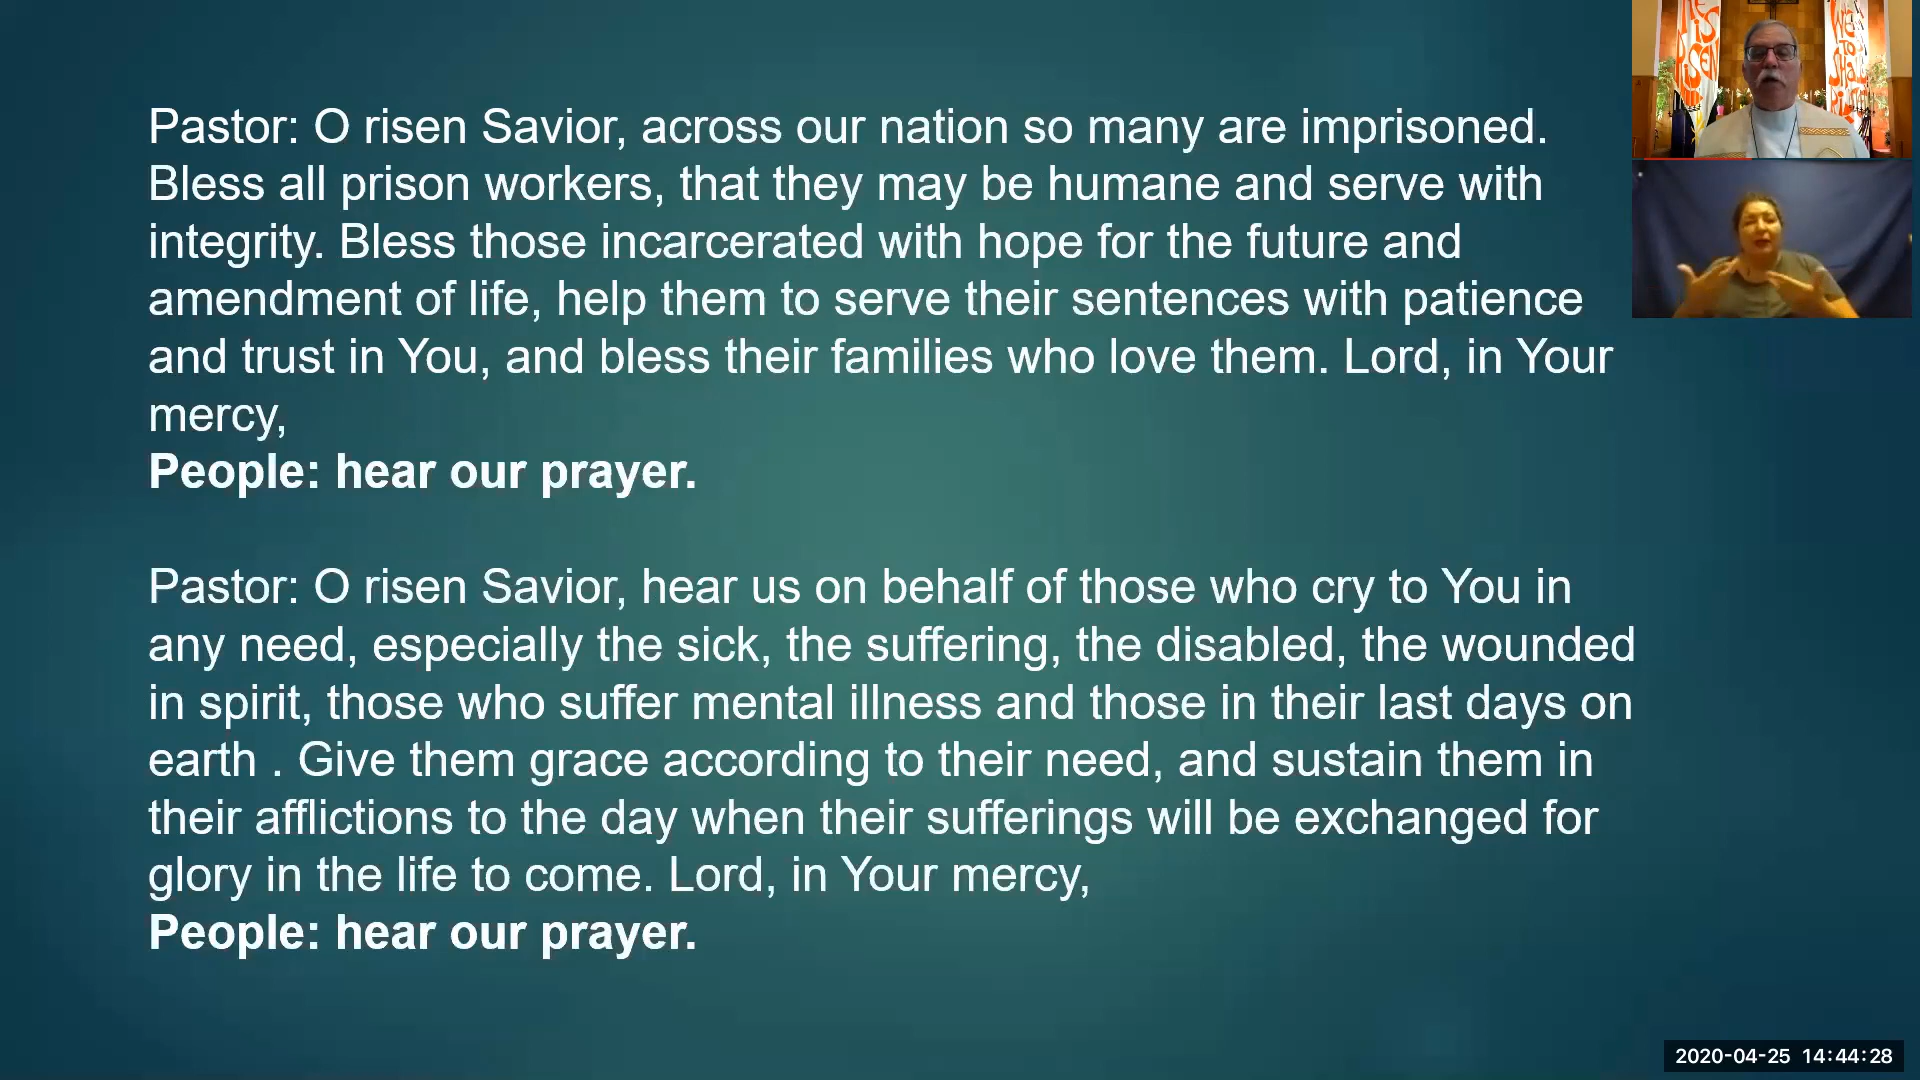 Pastor: O risen Savior, across our nation so many are imprisoned.
Bless all prison workers, that they may be humane and serve with
integrity. Bless those incarcerated with hope for the future and
amendment of life, help them to serve their sentences with patience
and trust in You, and bless their families who love them. Lord, in Your
mercy,
People: hear our prayer.
Pastor: O risen Savior, hear us on behalf of those who cry to You in
any need, especially the sick, the suffering, the disabled, the wounded
in spirit, those who suffer mental illness and those in their last days on
earth . Give them grace according to their need, and sustain them in
their afflictions to the day when their sufferings will be exchanged for
glory in the life to come. Lord, in Your mercy,
People: hear our prayer.
2020-04-25 14:44:28